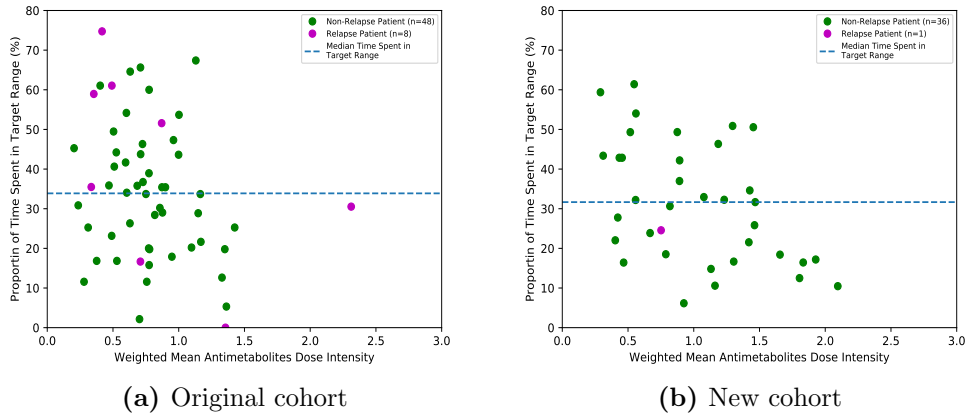 80
70
60
50
40
30
20
10
0
Proportin of Time Spent in Target Range (%)
Non-Relapse Patient (n=48)
Relapse Patient (n=8)
Median Time Spent in
Target Range
0.0 0.5 1.0 1.5 2.0 2.5 3.0
Weighted Mean Antimetabolites Dose Intensity
(a) Original cohort
80
70
60
50
40
30
20
10
0
Proportin of Time Spent in Target Range (%)
Non-Relapse Patient (n=36)
Relapse Patient (n=1)
Median Time Spent in
Target Range
0.0 0.5 1.0 1.5 2.0 2.5 3.0
Weighted Mean Antimetabolites Dose Intensity
(b) New cohort